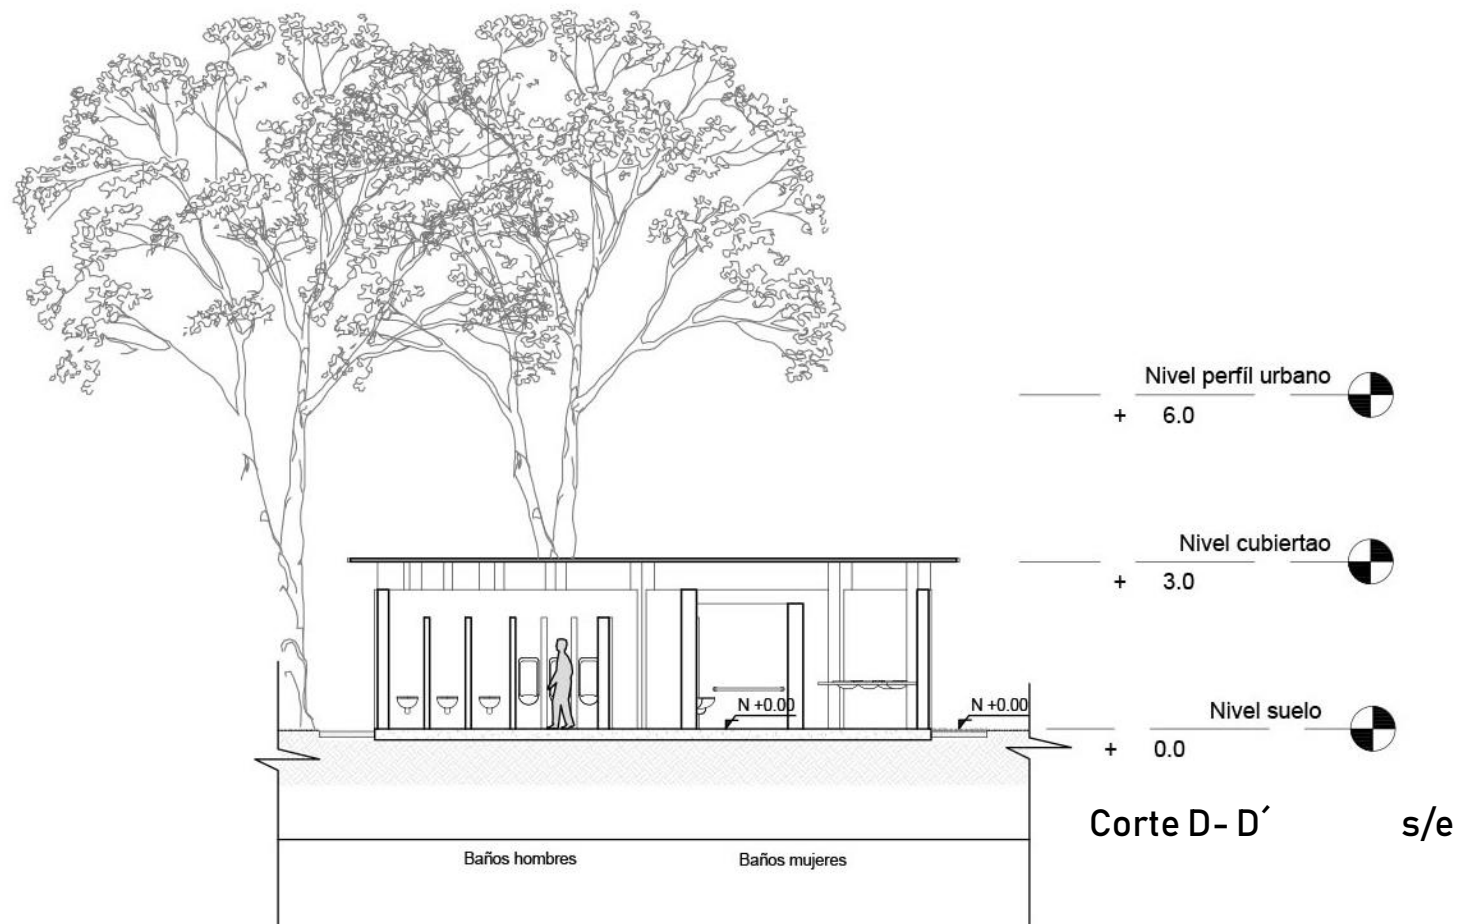 Nivel perfíl urbano
+ 6.0
Nivel cubiertao
+ 3.0
N +0.00
N +0.00
Nivel suelo
+ 0.0
Corte D- D´ s/e
Baños hombres
Baños mujeres